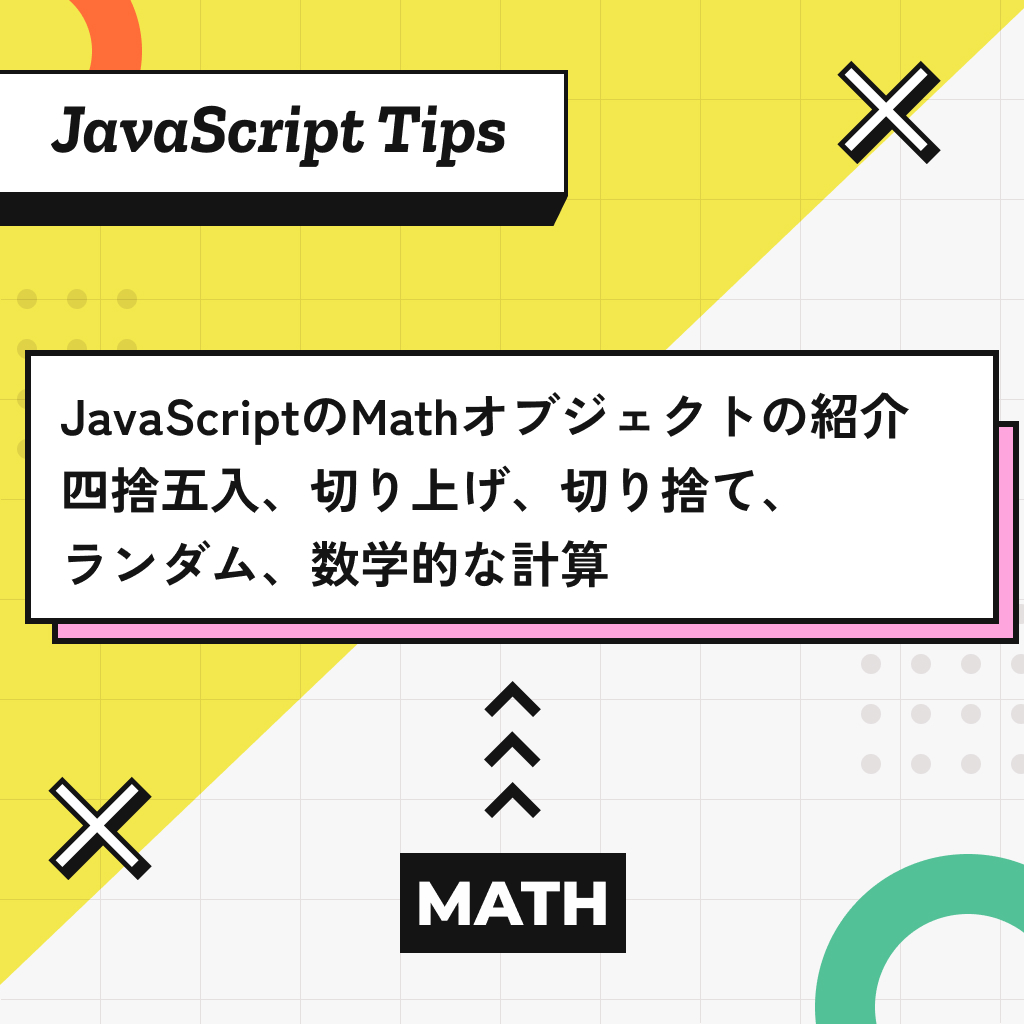 JavaScript Tips
JavaScriptのMathオブジェクトの紹介
四捨五入、切り上げ、切り捨て、
ランダム、数学的な計算
MATH